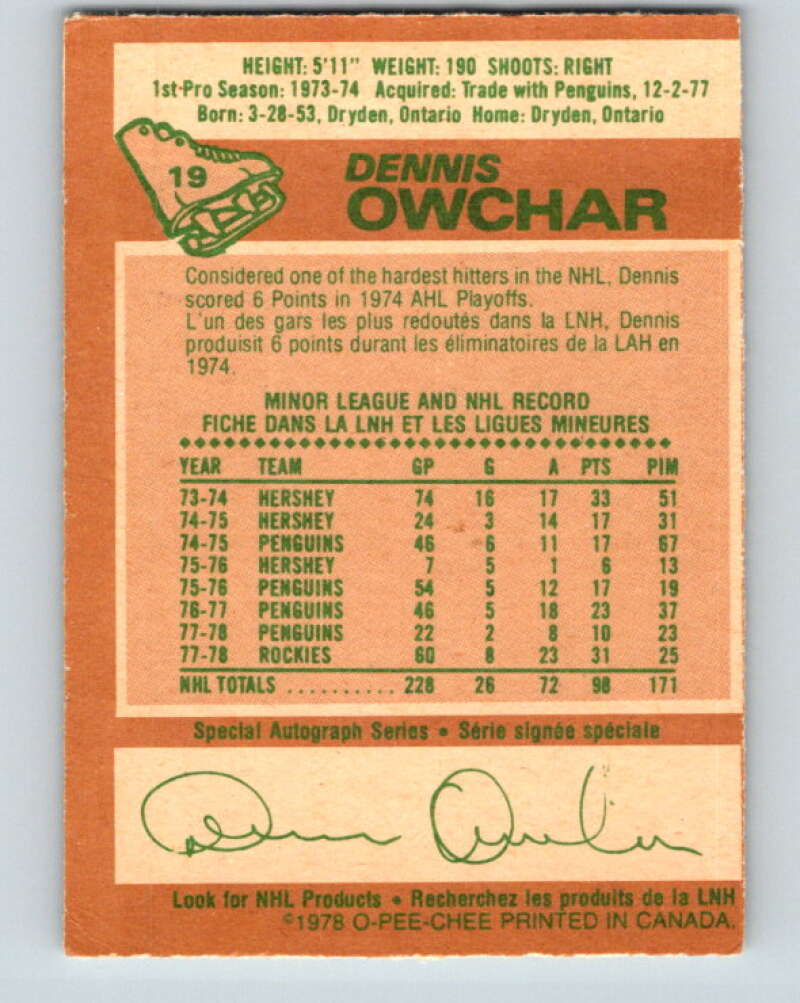 HEIGHT: 5'11" WEIGHT: 190 SHOOTS: RIGHT
1st-Pro Season: 1973-74 Acquired: Trade with Penguins, 12-2-77
Born: 3-28-53, Dryden, Ontario Home: Dryden, Ontario
19
DENNIS
OWCHAR
Considered one of the hardest hitters in the NHL, Dennis
scored 6 Points in 1974 AHL Playoffs.
L'un des gars les plus redoutés dans la LNH, Dennis
produisit 6 points durant les éliminatoires de la LAH en
1974.
MINOR LEAGUE AND NHL RECORD
FICHE DANS LA LNH ET LES LIGUES MINEURES
YEAR TEAM GP G A PTS PIM
73-74 HERSHEY 74 16 17 33 51
74-75 HERSHEY 24 3 14 17 31
74-75 PENGUINS 46 6 11 17 67
75-76 HERSHEY 7 5 1 6 13
75-76 PENGUINS 54 5 12 17 19
76-77 PENGUINS 46 5 18 23 37
77-78 PENGUINS 22 2 8 10 23
77-78 ROCKIES 60 8 23 31 25
NHL TOTALS .......... 228 26 72 98 171
Special Autograph Series • Série signée spéciale
Dennis Owchar
Look for NHL Products • Recherchez les produits de la LNH
©1978 O-PEE-CHEE PRINTED IN CANADA.